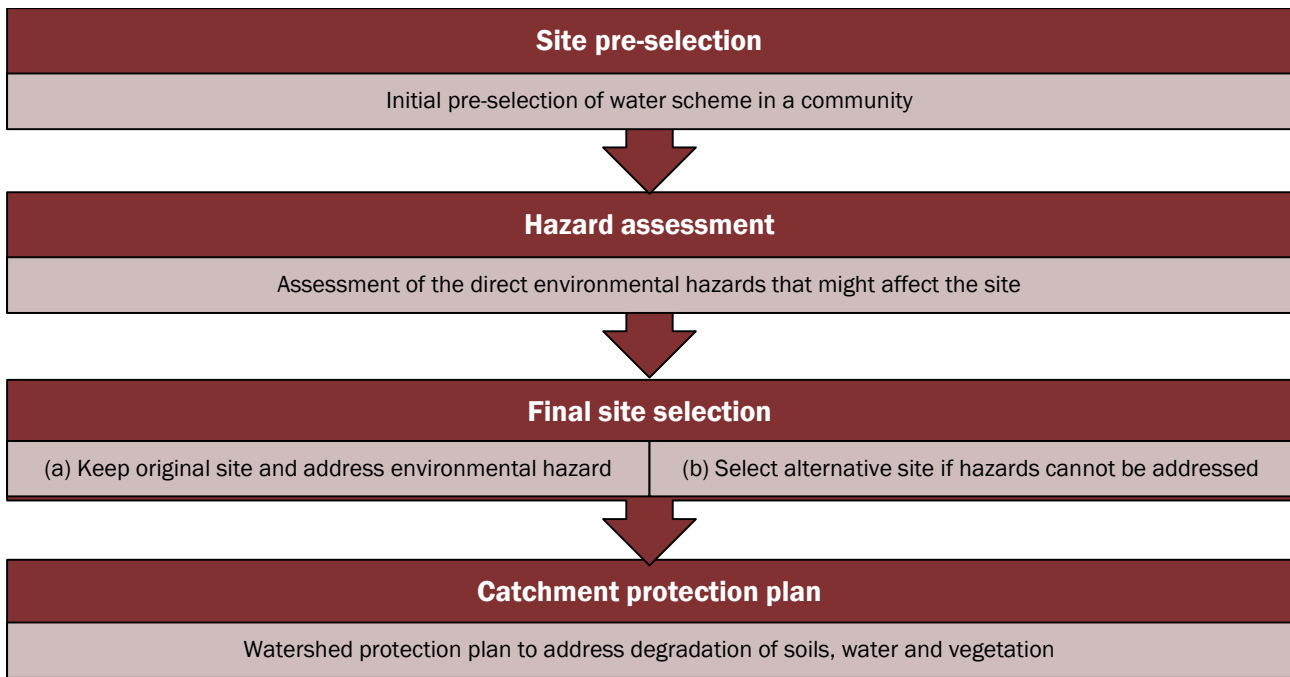 Site pre-selection
Initial pre-selection of water scheme in a community
Hazard assessment
Assessment of the direct environmental hazards that might affect the site
Final site selection
(a) Keep original site and address environmental hazard
(b) Select alternative site if hazards cannot be addressed
Catchment protection plan
Watershed protection plan to address degradation of soils, water and vegetation